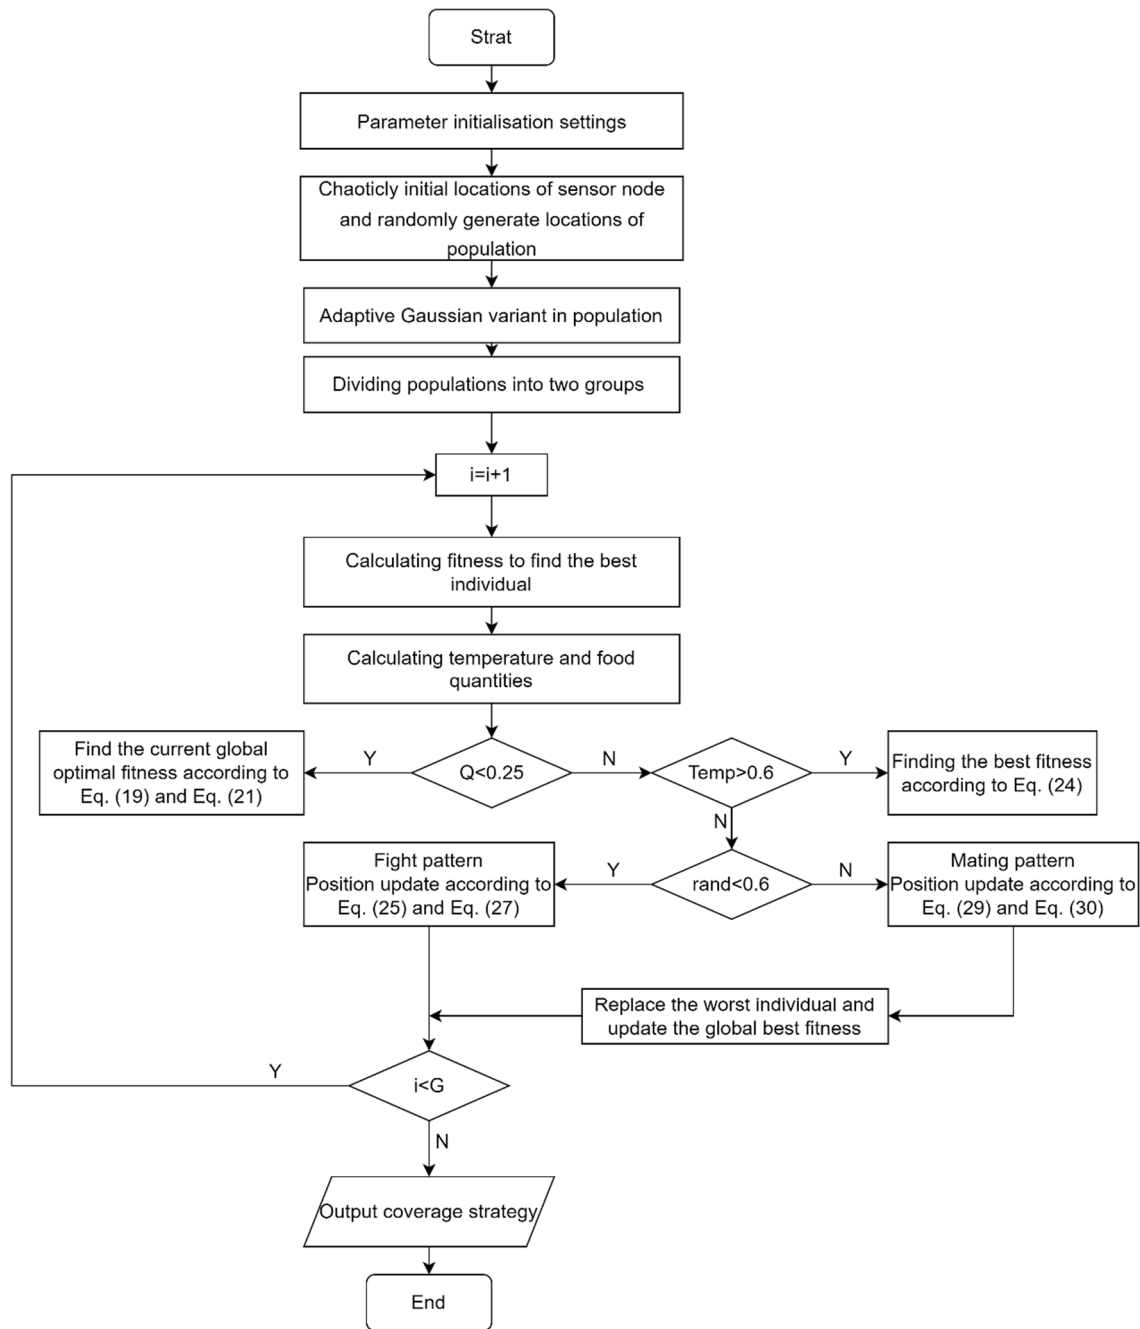 Strat
Parameter initialisation settings
Chaoticly initial locations of sensor node
and randomly generate locations of
population
Adaptive Gaussian variant in population
Dividing populations into two groups
i=i+1
Calculating fitness to find the best
individual
Calculating temperature and food
quantities
Find the current global
optimal fitness according to
Eq. (19) and Eq. (21)
Y
Q<0.25
N
Temp>0.6
Y
Finding the best fitness
according to Eq. (24)
N
Fight pattern
Position update according to
Eq. (25) and Eq. (27)
Y
rand<0.6
N
Mating pattern
Position update according to
Eq. (29) and Eq. (30)
Replace the worst individual and
update the global best fitness
Y
i<G
N
Output coverage strategy
End